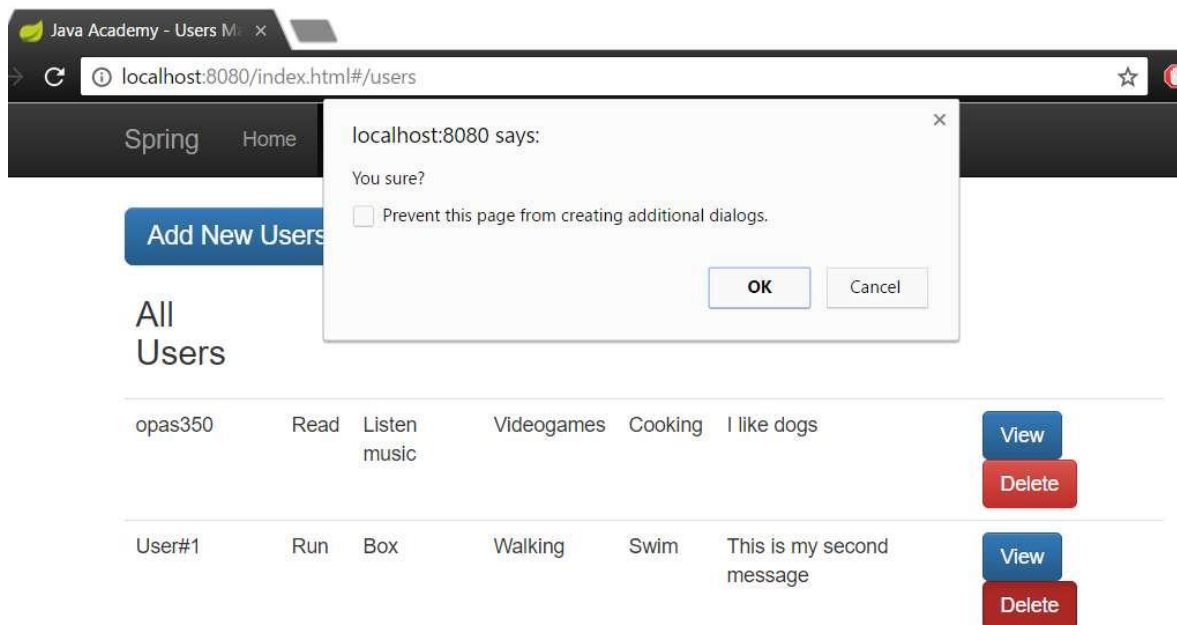 Java Academy - Users M
localhost:8080/index.html#/users
Spring Home
localhost:8080 says:
You sure?
Prevent this page from creating additional dialogs.
OK Cancel
Add New Users
All
Users
opas350 Read Listen music Videogames Cooking I like dogs View
Delete
User#1 Run Box Walking Swim This is my second message View
Delete